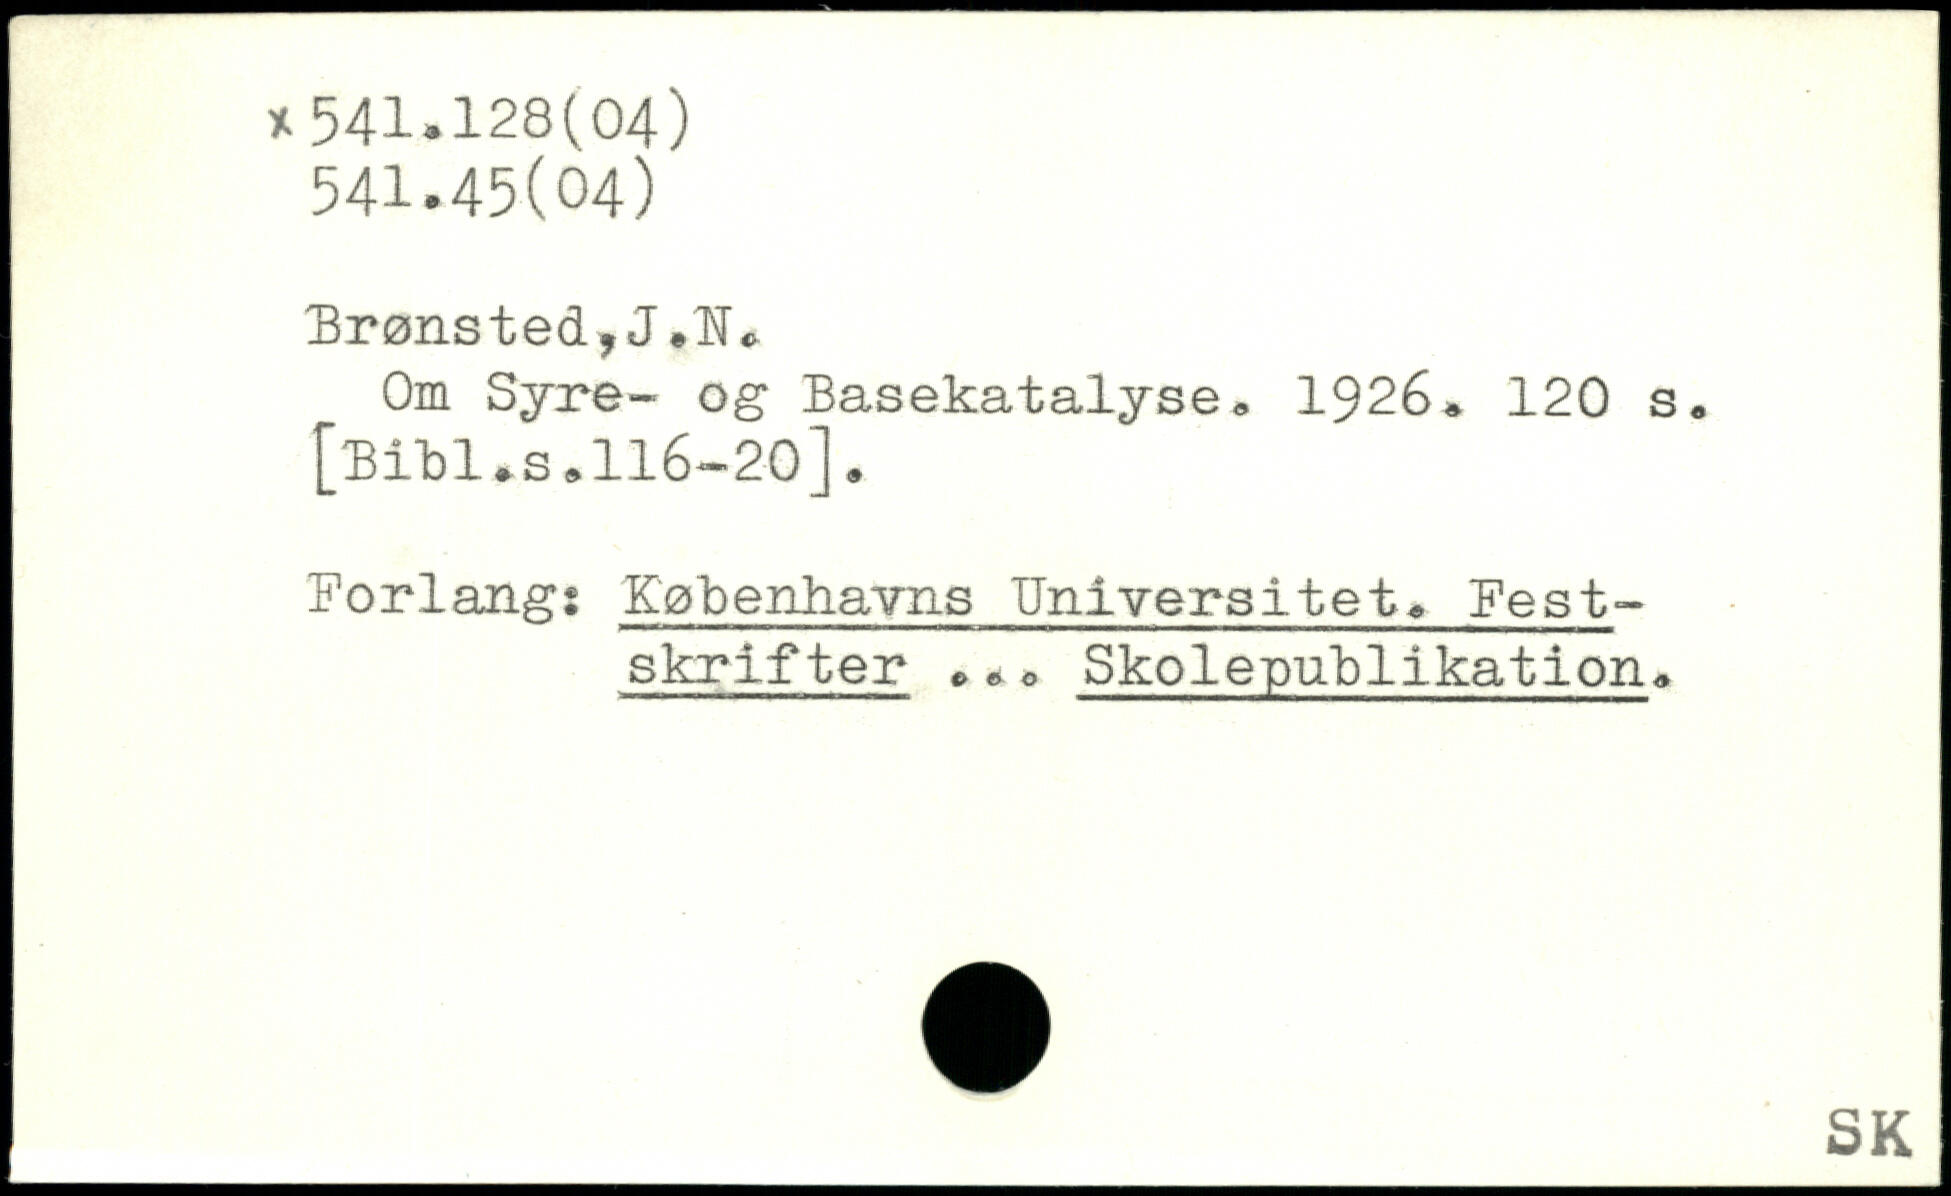 x 541.128(04)
541.45(04)
Brønsted,J.N.
Om Syre- og Basekatalyse. 1926. 120 s.
[Bibl.s.116-20].
Forlang: Københavns Universitet. Fest-
skrifter ... Skolepublikation.
SK